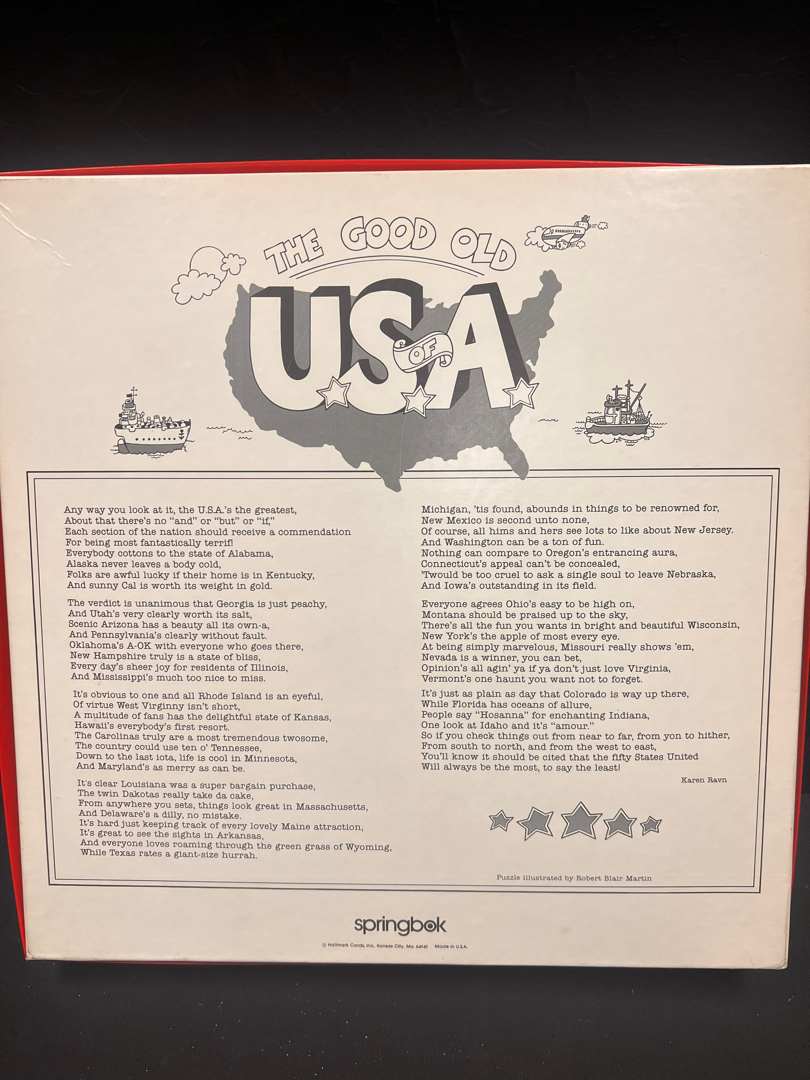 THE GOOD OLD
U.S. OF A.
Any way you look at it, the U.S.A.'s the greatest,
About that there's no “and” or “but” or “if,”
Each section of the nation should receive a commendation
For being most fantastically terrif!
Everybody cottons to the state of Alabama,
Alaska never leaves a body cold,
Folks are awful lucky if their home is in Kentucky,
And sunny Cal is worth its weight in gold.
The verdict is unanimous that Georgia is just peachy,
And Utah's very clearly worth its salt,
Scenic Arizona has a beauty all its own-a,
And Pennsylvania's clearly without fault.
Oklahoma's A-OK with everyone who goes there,
New Hampshire truly is a state of bliss,
Every day's sheer joy for residents of Illinois,
And Mississippi's much too nice to miss.
It's obvious to one and all Rhode Island is an eyeful,
Of virtue West Virginny isn't short,
A multitude of fans has the delightful state of Kansas,
Hawaii's everybody's first resort.
The Carolinas truly are a most tremendous twosome,
The country could use ten o' Tennessee,
Down to the last iota, life is cool in Minnesota,
And Maryland's as merry as can be.
It's clear Louisiana was a super bargain purchase,
The twin Dakotas really take da cake,
From anywhere you sets, things look great in Massachusetts,
And Delaware's a dilly, no mistake.
It's hard just keeping track of every lovely Maine attraction,
It's great to see the sights in Arkansas,
And everyone loves roaming through the green grass of Wyoming,
While Texas rates a giant-size hurrah.
Michigan, 'tis found, abounds in things to be renowned for,
New Mexico is second unto none,
Of course, all hims and hers see lots to like about New Jersey.
And Washington can be a ton of fun.
Nothing can compare to Oregon's entrancing aura,
Connecticut's appeal can't be concealed,
'Twould be too cruel to ask a single soul to leave Nebraska,
And Iowa's outstanding in its field.
Everyone agrees Ohio's easy to be high on,
Montana should be praised up to the sky,
There's all the fun you wants in bright and beautiful Wisconsin,
New York's the apple of most every eye.
At being simply marvelous, Missouri really shows 'em,
Nevada is a winner, you can bet,
Opinion's all agin' ya if ya don't just love Virginia,
Vermont's one haunt you want not to forget.
It's just as plain as day that Colorado is way up there,
While Florida has oceans of allure,
People say “Hosanna” for enchanting Indiana,
One look at Idaho and it's “amour.”
So if you check things out from near to far, from yon to hither,
From south to north, and from the west to east,
You'll know it should be cited that the fifty States United
Will always be the most, to say the least!
Karen Ravn
Puzzle illustrated by Robert Blair Martin
springbok
© Hallmark Cards, Inc., Kansas City, Mo. 64141 Made in U.S.A.